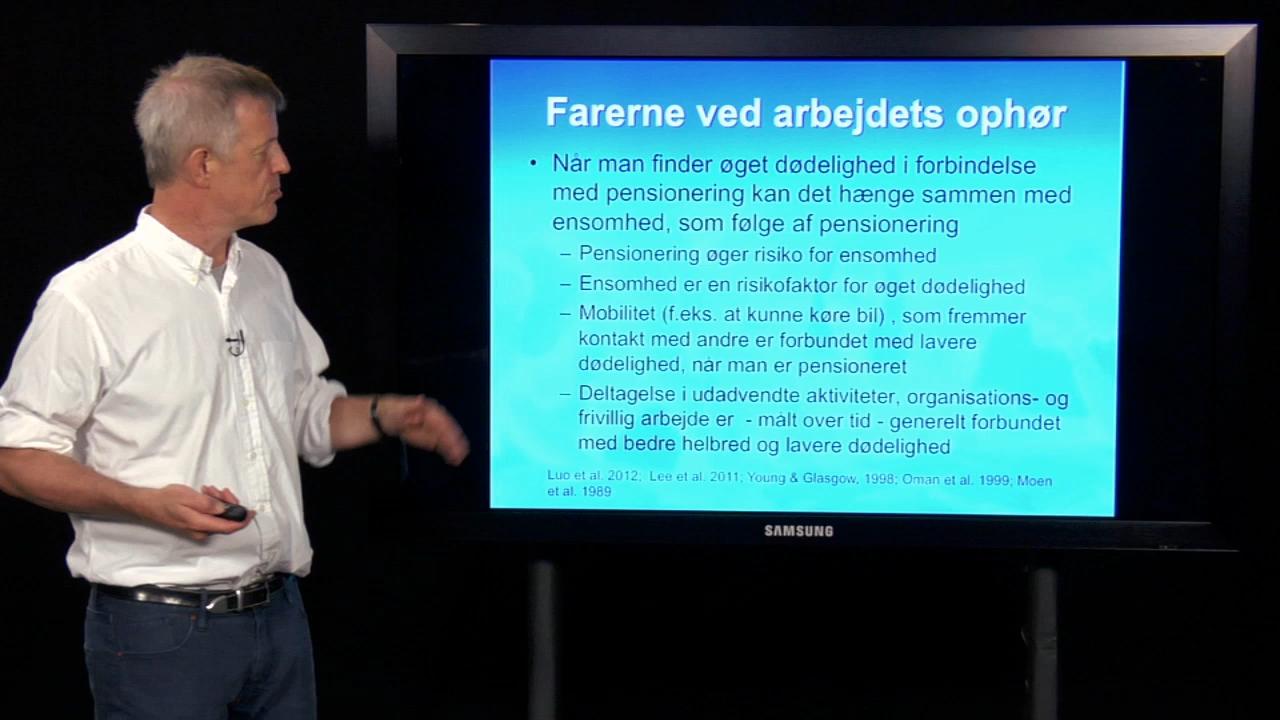 Farerne ved arbejdets ophør
• Når man finder øget dødelighed i forbindelse
med pensionering kan det hænge sammen med
ensomhed, som følge af pensionering
– Pensionering øger risiko for ensomhed
– Ensomhed er en risikofaktor for øget dødelighed
– Mobilitet (f.eks. at kunne køre bil) , som fremmer
kontakt med andre er forbundet med lavere
dødelighed, når man er pensioneret
– Deltagelse i udadvendte aktiviteter, organisations- og
frivillig arbejde er - målt over tid - generelt forbundet
med bedre helbred og lavere dødelighed
Luo et al. 2012; Lee et al. 2011; Young & Glasgow, 1998; Oman et al. 1999; Moen
et al. 1989
SAMSUNG